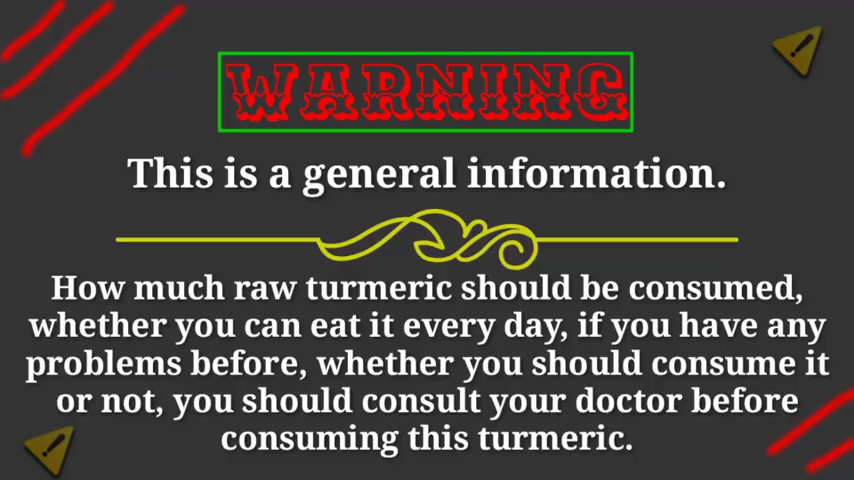 WARNING
This is a general information.
How much raw turmeric should be consumed,
whether you can eat it every day, if you have any
problems before, whether you should consume it
or not, you should consult your doctor before
consuming this turmeric.